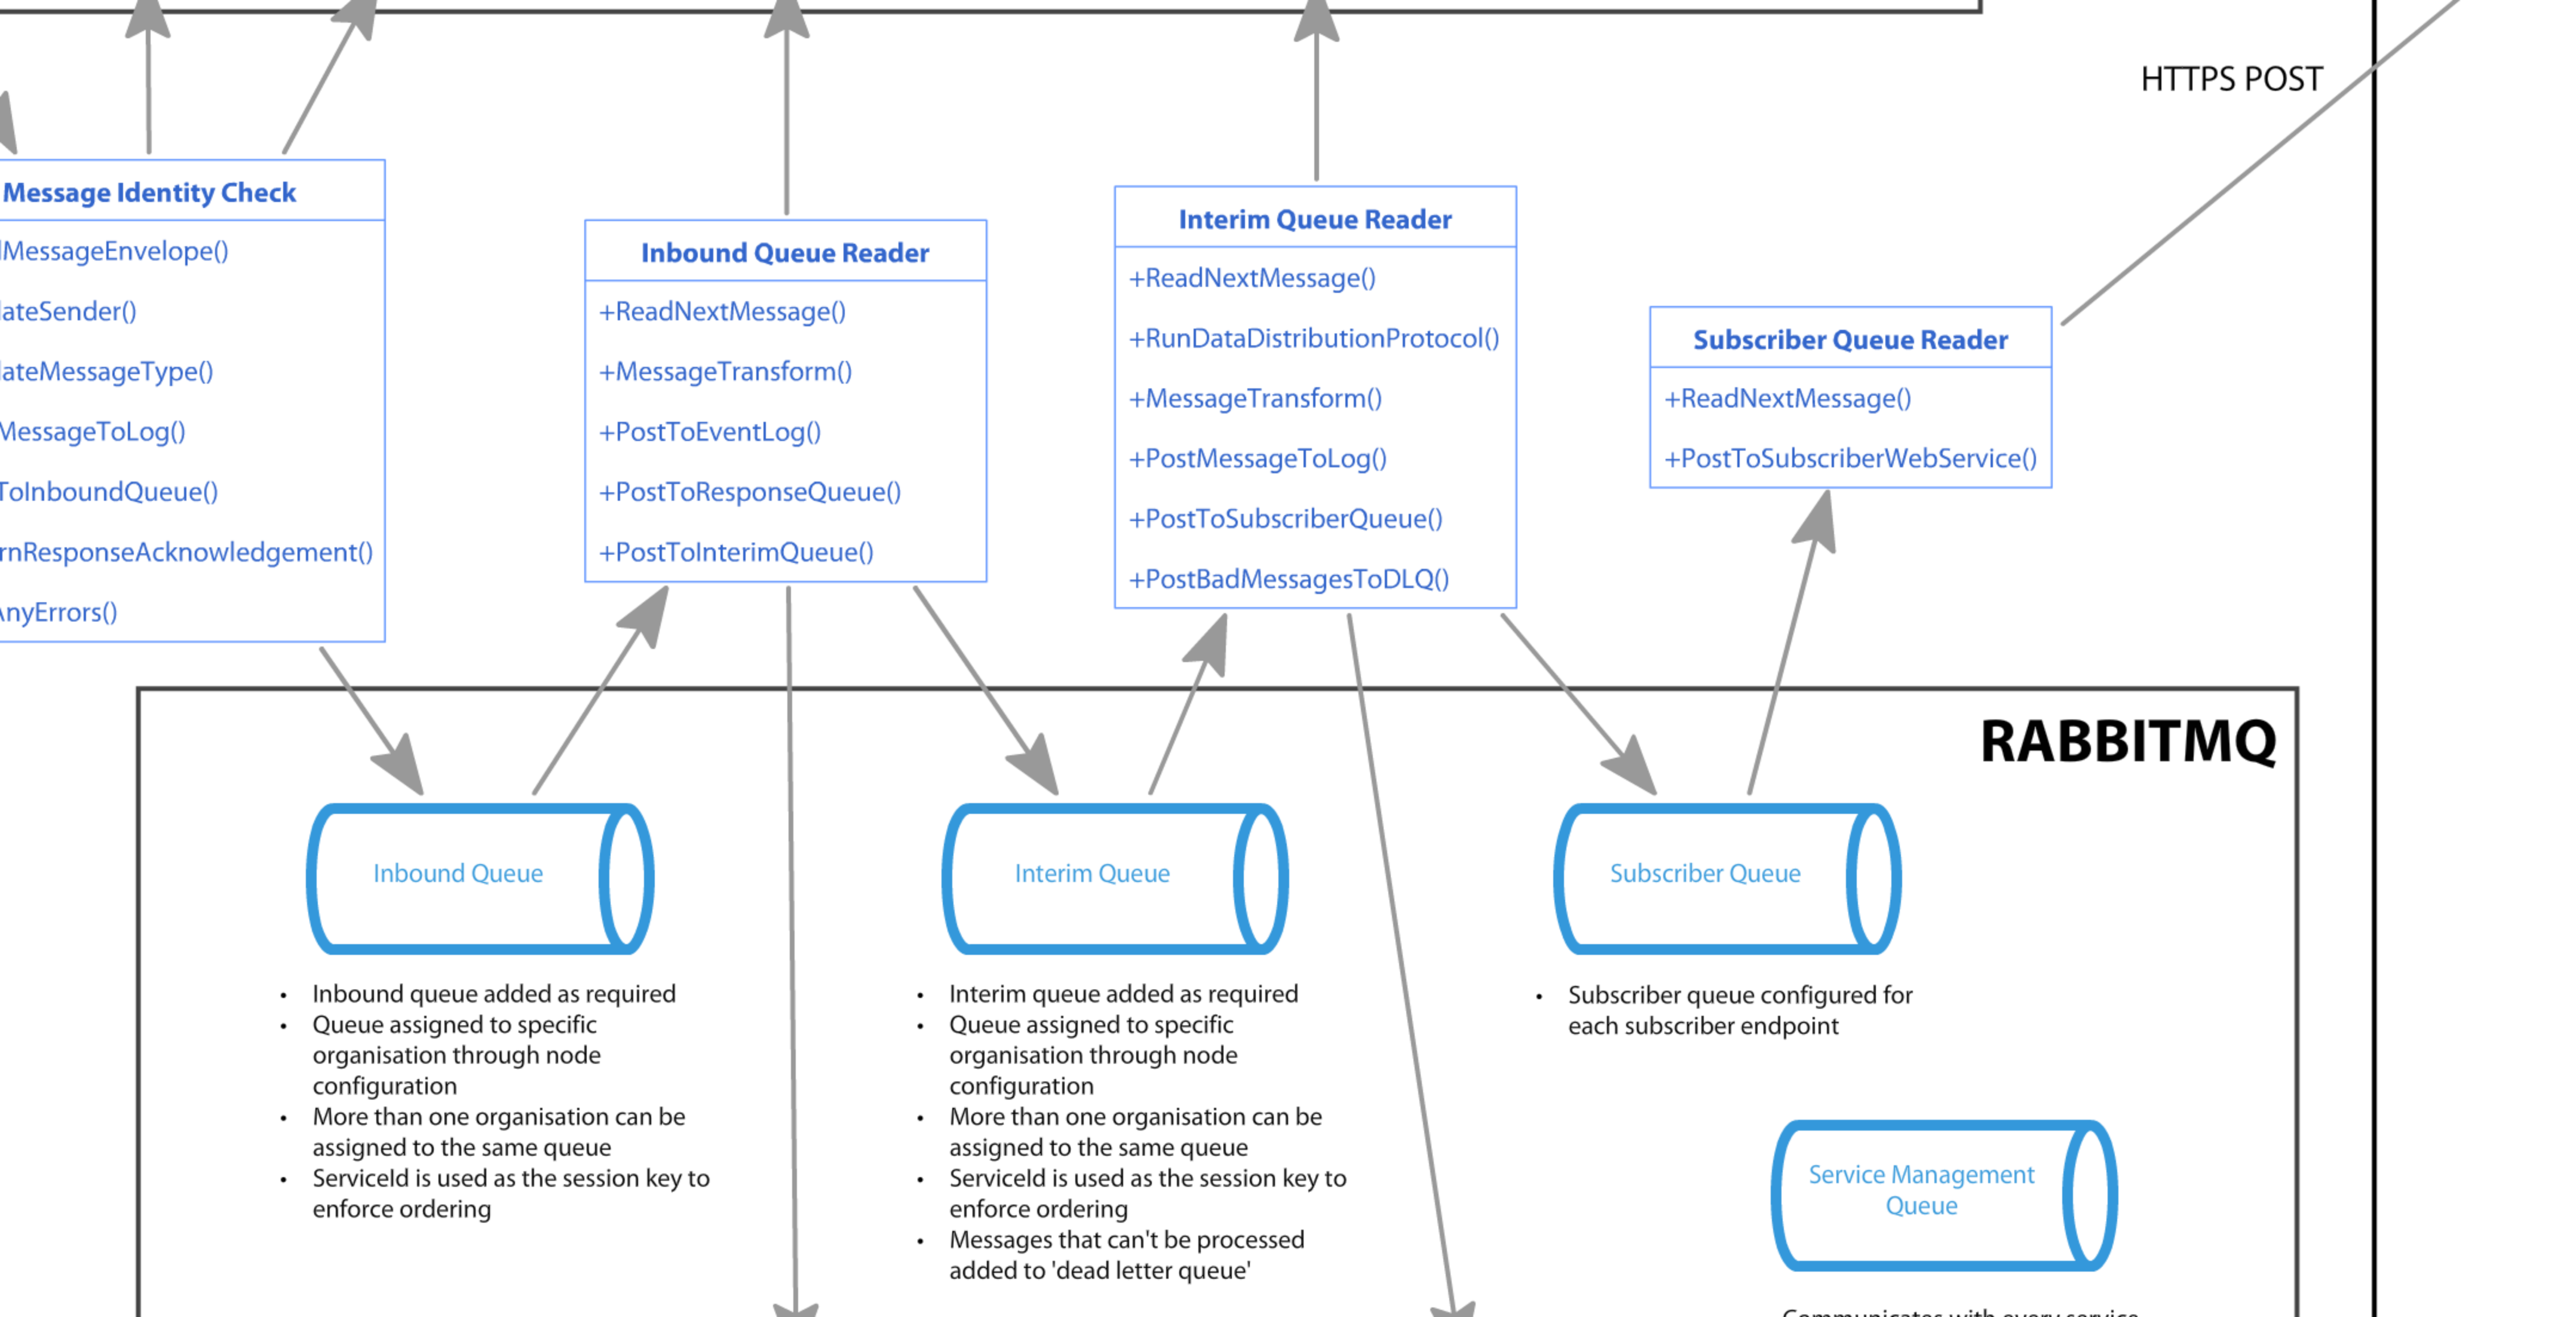 HTTPS POST
Message Identity Check
MessageEnvelope()
ateSender()
ateMessageType()
MessageToLog()
ToInboundQueue()
rnResponseAcknowledgement()
AnyErrors()
Inbound Queue Reader
+ReadNextMessage()
+MessageTransform()
+PostToEventLog()
+PostToResponseQueue()
+PostToInterimQueue()
Interim Queue Reader
+ReadNextMessage()
+RunDataDistributionProtocol()
+MessageTransform()
+PostMessageToLog()
+PostToSubscriberQueue()
+PostBadMessagesToDLQ()
Subscriber Queue Reader
+ReadNextMessage()
+PostToSubscriberWebService()
RABBITMQ
Inbound Queue
• Inbound queue added as required
• Queue assigned to specific
organisation through node
configuration
• More than one organisation can be
assigned to the same queue
• ServiceId is used as the session key to
enforce ordering
Interim Queue
• Interim queue added as required
• Queue assigned to specific
organisation through node
configuration
• More than one organisation can be
assigned to the same queue
• ServiceId is used as the session key to
enforce ordering
• Messages that can't be processed
added to 'dead letter queue'
Subscriber Queue
• Subscriber queue configured for
each subscriber endpoint
Service Management
Queue
Communicates with every service